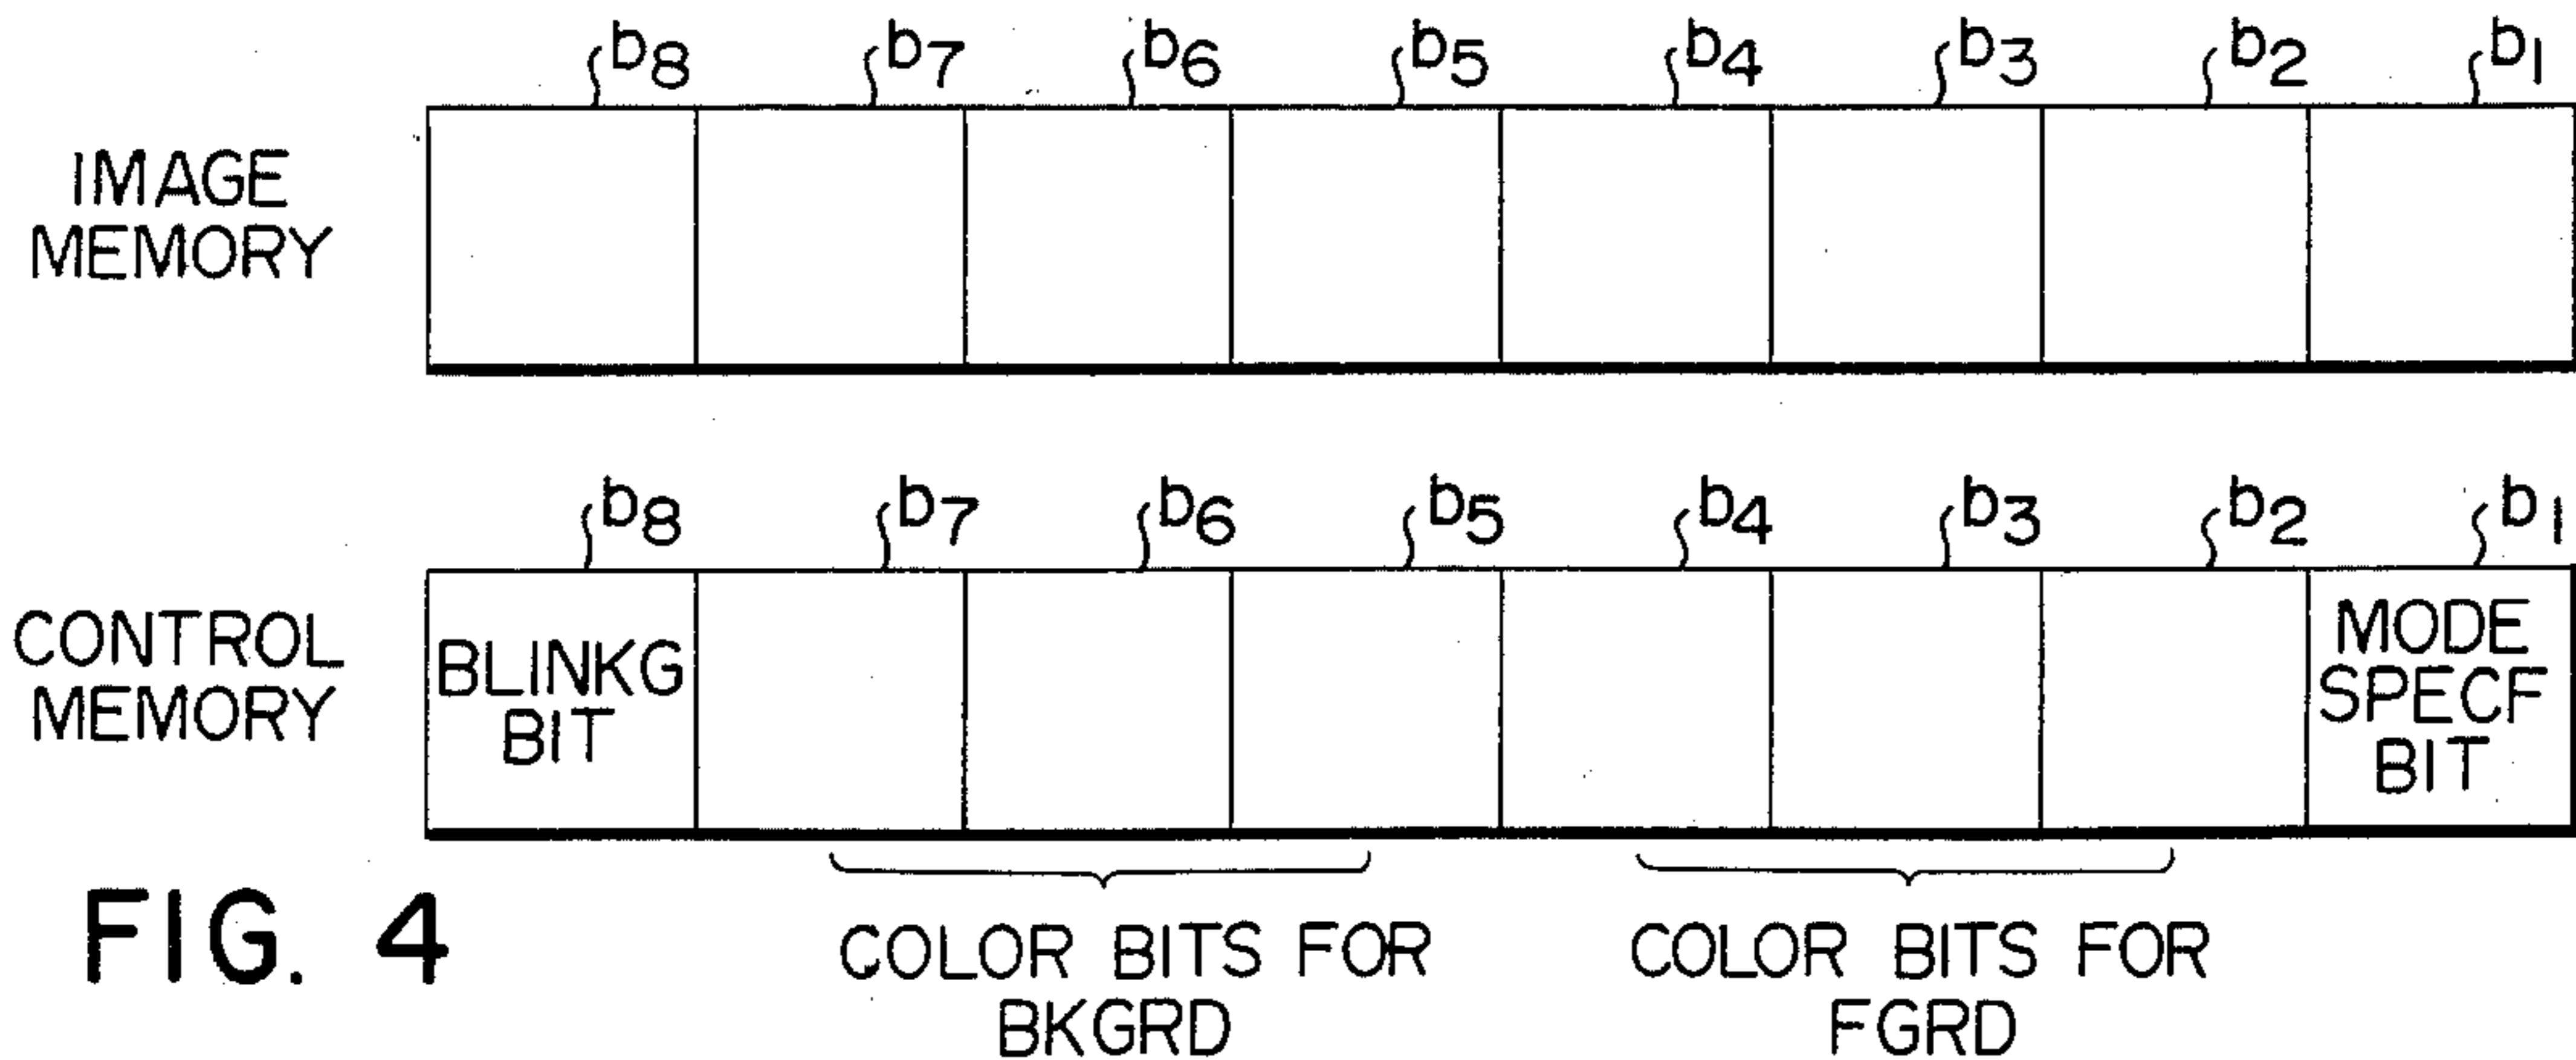 b8 b7 b6 b5 b4 b3 b2 b1
IMAGE
MEMORY
b8 b7 b6 b5 b4 b3 b2 b1
CONTROL
MEMORY
BLINKG
BIT
MODE
SPECF
BIT
COLOR BITS FOR
BKGRD
COLOR BITS FOR
FGRD
FIG. 4